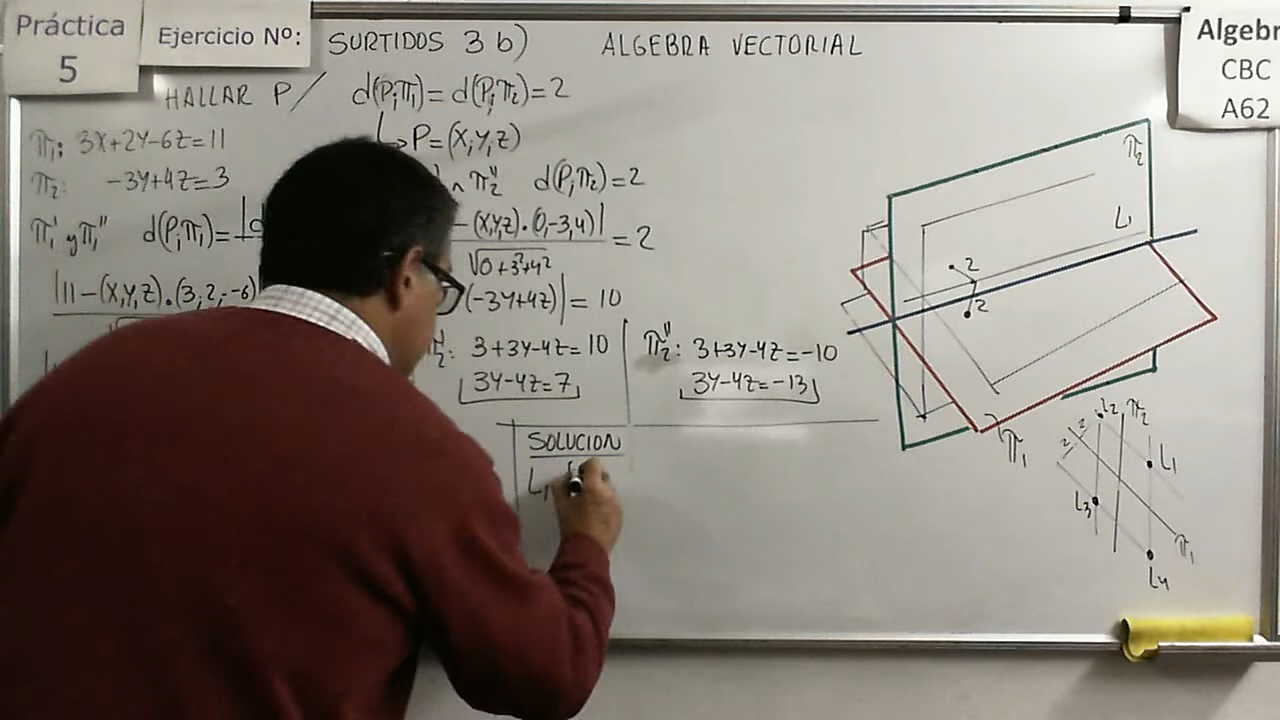 Práctica 5
Ejercicio Nº:
SURTIDOS 3 b)
ALGEBRA VECTORIAL
Algebr
CBC
A62
HALLAR P/ d(P;π₁)=d(P;π₂)=2
↳P=(X,Y,Z)
π₁: 3X+2Y-6Z=11
π₂: -3Y+4Z=3
π₂'' d(P;π₂)=2
π₁' y π₁'' d(P;π₁)=
-(X,Y,Z)·(0,-3,4)| / √0+3²+4² =2
|11-(X,Y,Z)·(3,2,-6)
(-3Y+4Z)|=10
3+3Y-4Z=10
3Y-4Z=7
π₂'': 3+3Y-4Z=-10
3Y-4Z=-13
SOLUCION
L₁
π₂
L₁
2
2
π₁
L₂ π₂
2 2
L₁
L₃
π₁
L₄